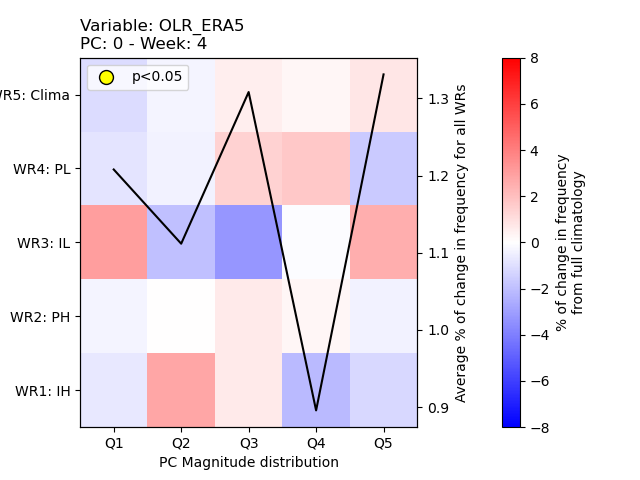 Variable: OLR_ERA5
PC: 0 - Week: 4
p<0.05
WR5: Clima
WR4: PL
WR3: IL
WR2: PH
WR1: IH
Q1 Q2 Q3 Q4 Q5
PC Magnitude distribution
1.3
1.2
1.1
1.0
0.9
Average % of change in frequency for all WRs
8
6
4
2
0
−2
−4
−6
−8
% of change in frequency
from full climatology